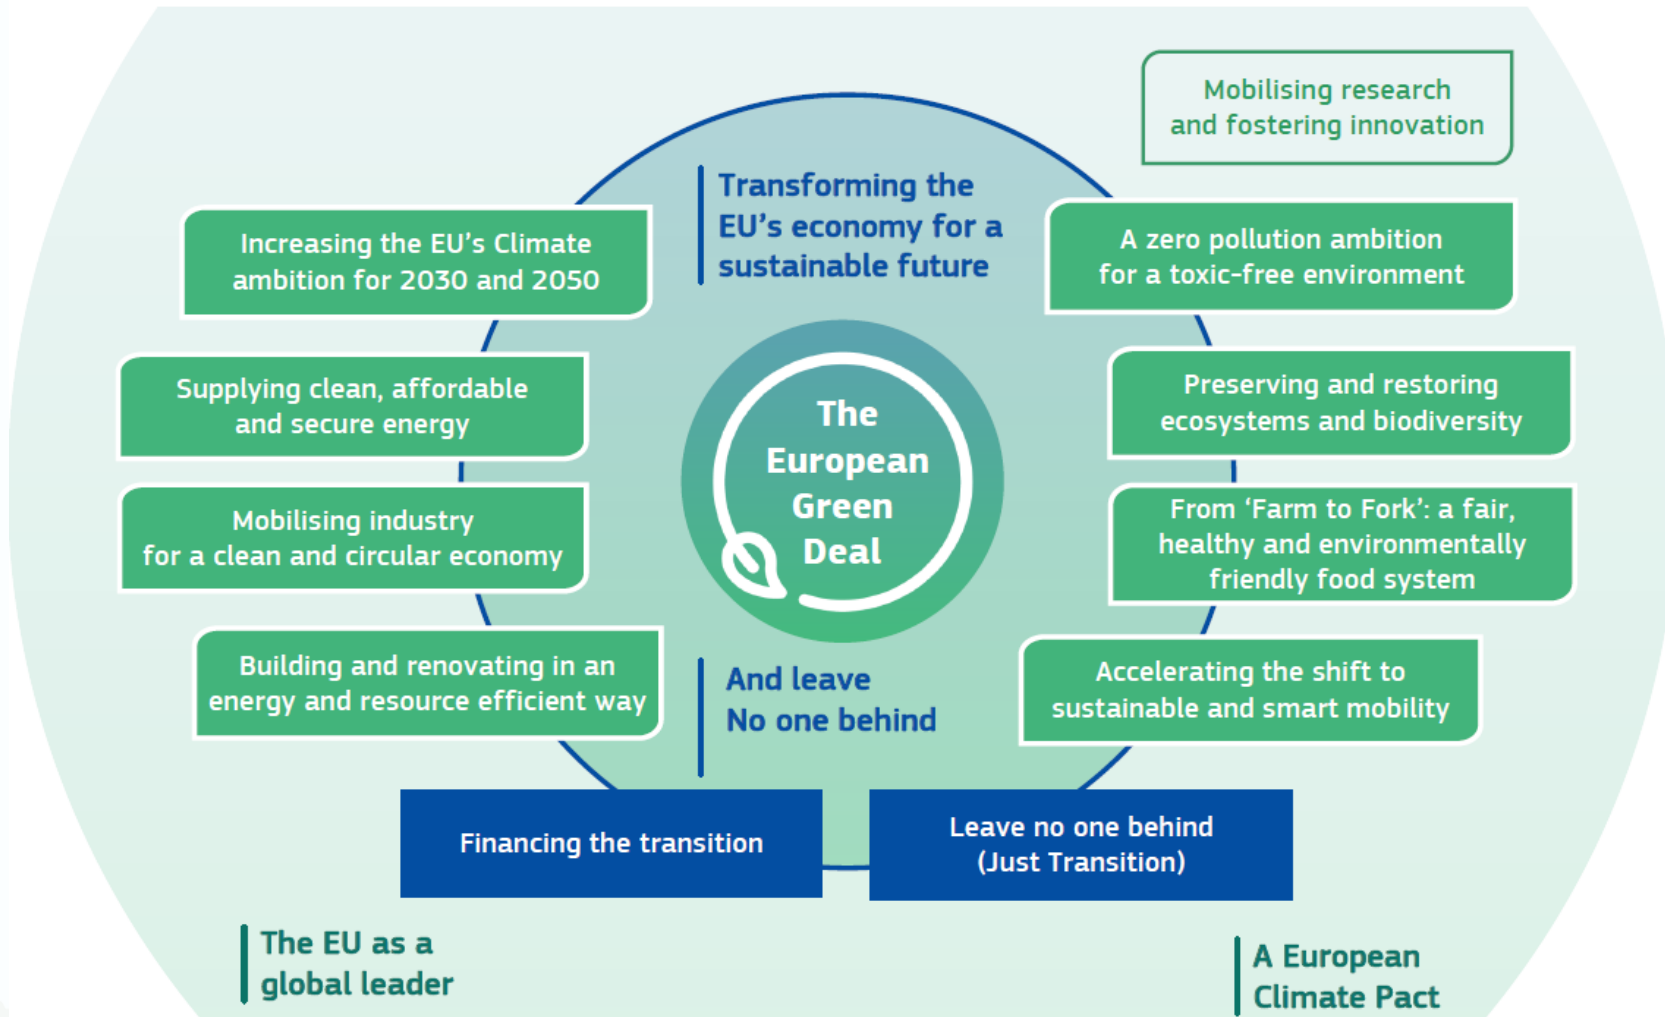 Mobilising research
and fostering innovation
Transforming the
EU's economy for a
sustainable future
Increasing the EU's Climate
ambition for 2030 and 2050
A zero pollution ambition
for a toxic-free environment
Supplying clean, affordable
and secure energy
Preserving and restoring
ecosystems and biodiversity
The
European
Green
Deal
Mobilising industry
for a clean and circular economy
From ‘Farm to Fork’: a fair,
healthy and environmentally
friendly food system
Building and renovating in an
energy and resource efficient way
And leave
No one behind
Accelerating the shift to
sustainable and smart mobility
Financing the transition
Leave no one behind
(Just Transition)
The EU as a
global leader
A European
Climate Pact